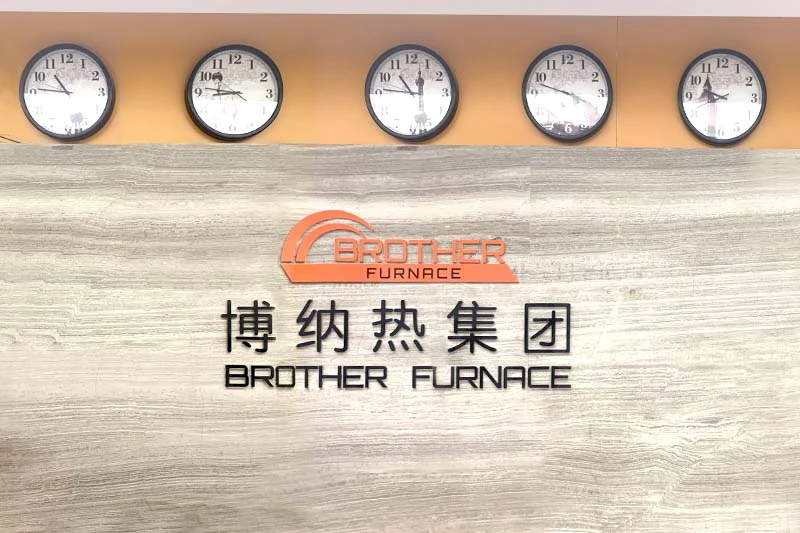 BROTHER
FURNACE
博纳热集团
BROTHER FURNACE